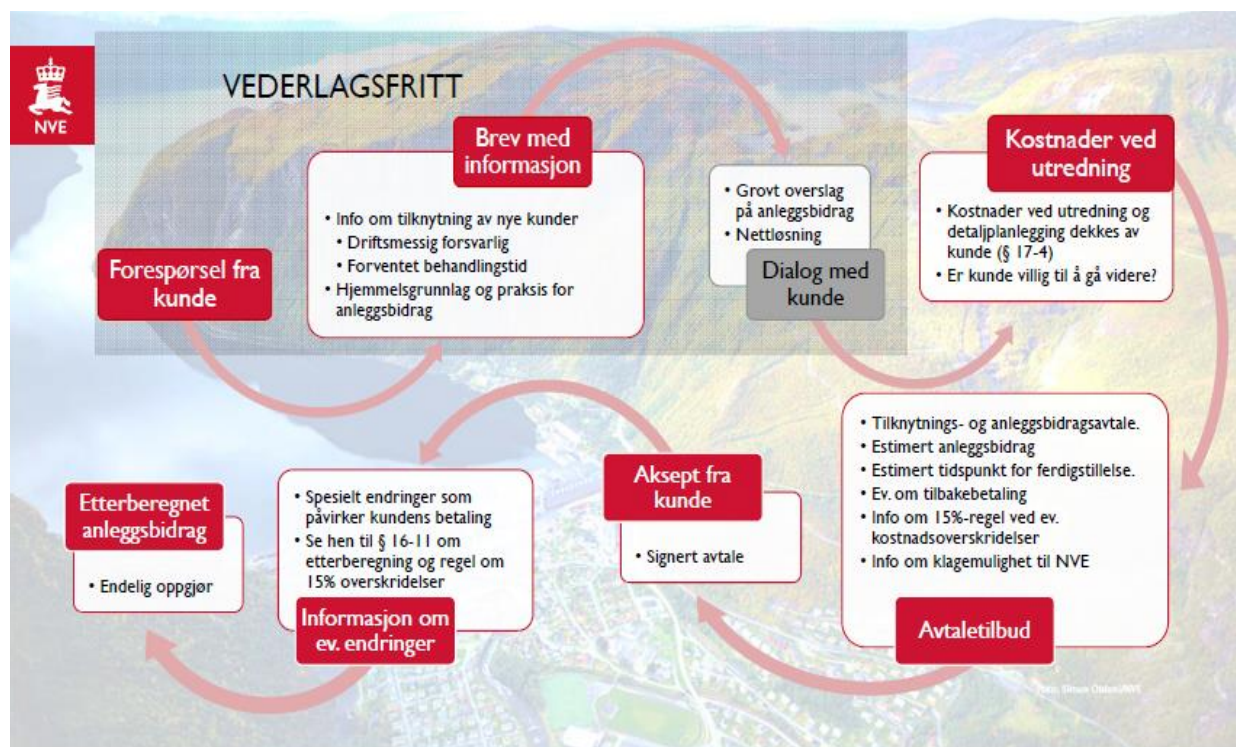 NVE
VEDERLAGSFRITT
Forespørsel fra
kunde
Brev med
informasjon
• Info om tilknytning av nye kunder
• Driftsmessig forsvarlig
• Forventet behandlingstid
• Hjemmelsgrunnlag og praksis for
anleggsbidrag
• Grovt overslag
på anleggsbidrag
• Nettløsning
Dialog med
kunde
Kostnader ved
utredning
• Kostnader ved utredning og
detaljplanlegging dekkes av
kunde (§ 17-4)
• Er kunde villig til å gå videre?
• Tilknytnings- og anleggsbidragsavtale.
• Estimert anleggsbidrag
• Estimert tidspunkt for ferdigstillelse.
• Ev. om tilbakebetaling
• Info om 15%-regel ved ev.
kostnadsoverskridelser
• Info om klagemulighet til NVE
Avtaletilbud
Aksept fra
kunde
• Signert avtale
• Spesielt endringer som
påvirker kundens betaling
• Se hen til § 16-11 om
etterberegning og regel om
15% overskridelser
Informasjon om
ev. endringer
Etterberegnet
anleggsbidrag
• Endelig oppgjør